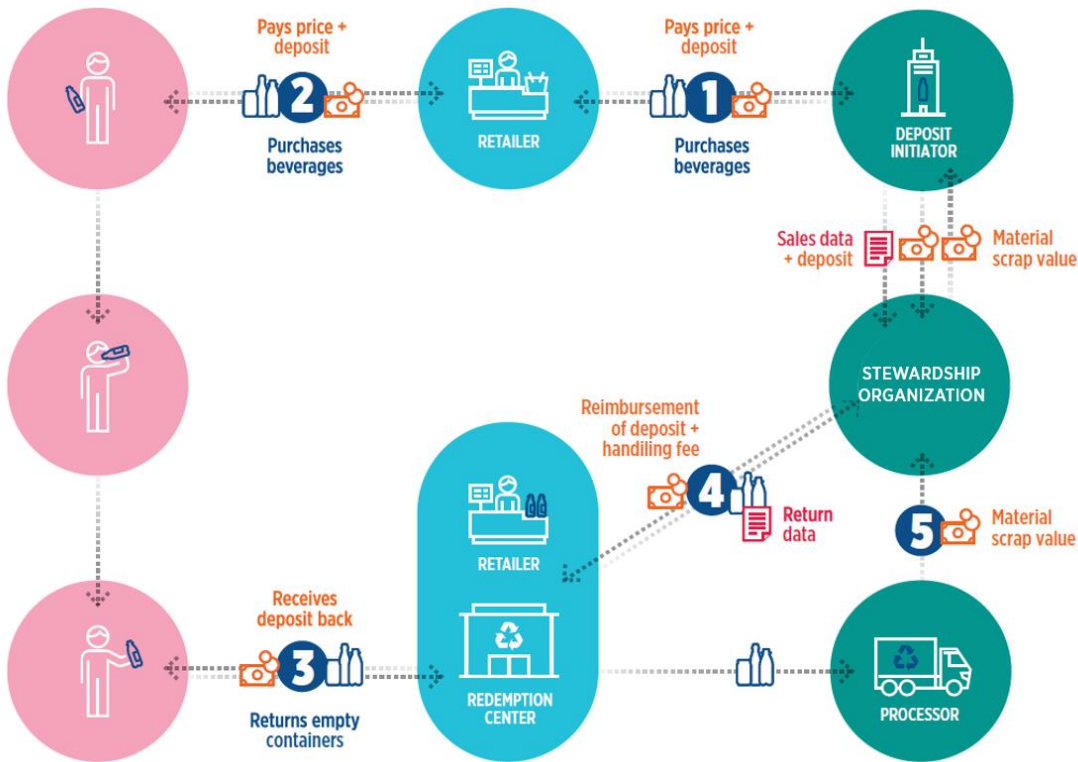 Pays price +
deposit
2
Purchases
beverages
RETAILER
Pays price +
deposit
1
Purchases
beverages
DEPOSIT
INITIATOR
Sales data
+ deposit
Material
scrap value
STEWARDSHIP
ORGANIZATION
Reimbursement
of deposit +
handiling fee
4
Return
data
5
Material
scrap value
RETAILER
Receives
deposit back
3
Returns empty
containers
REDEMPTION
CENTER
PROCESSOR